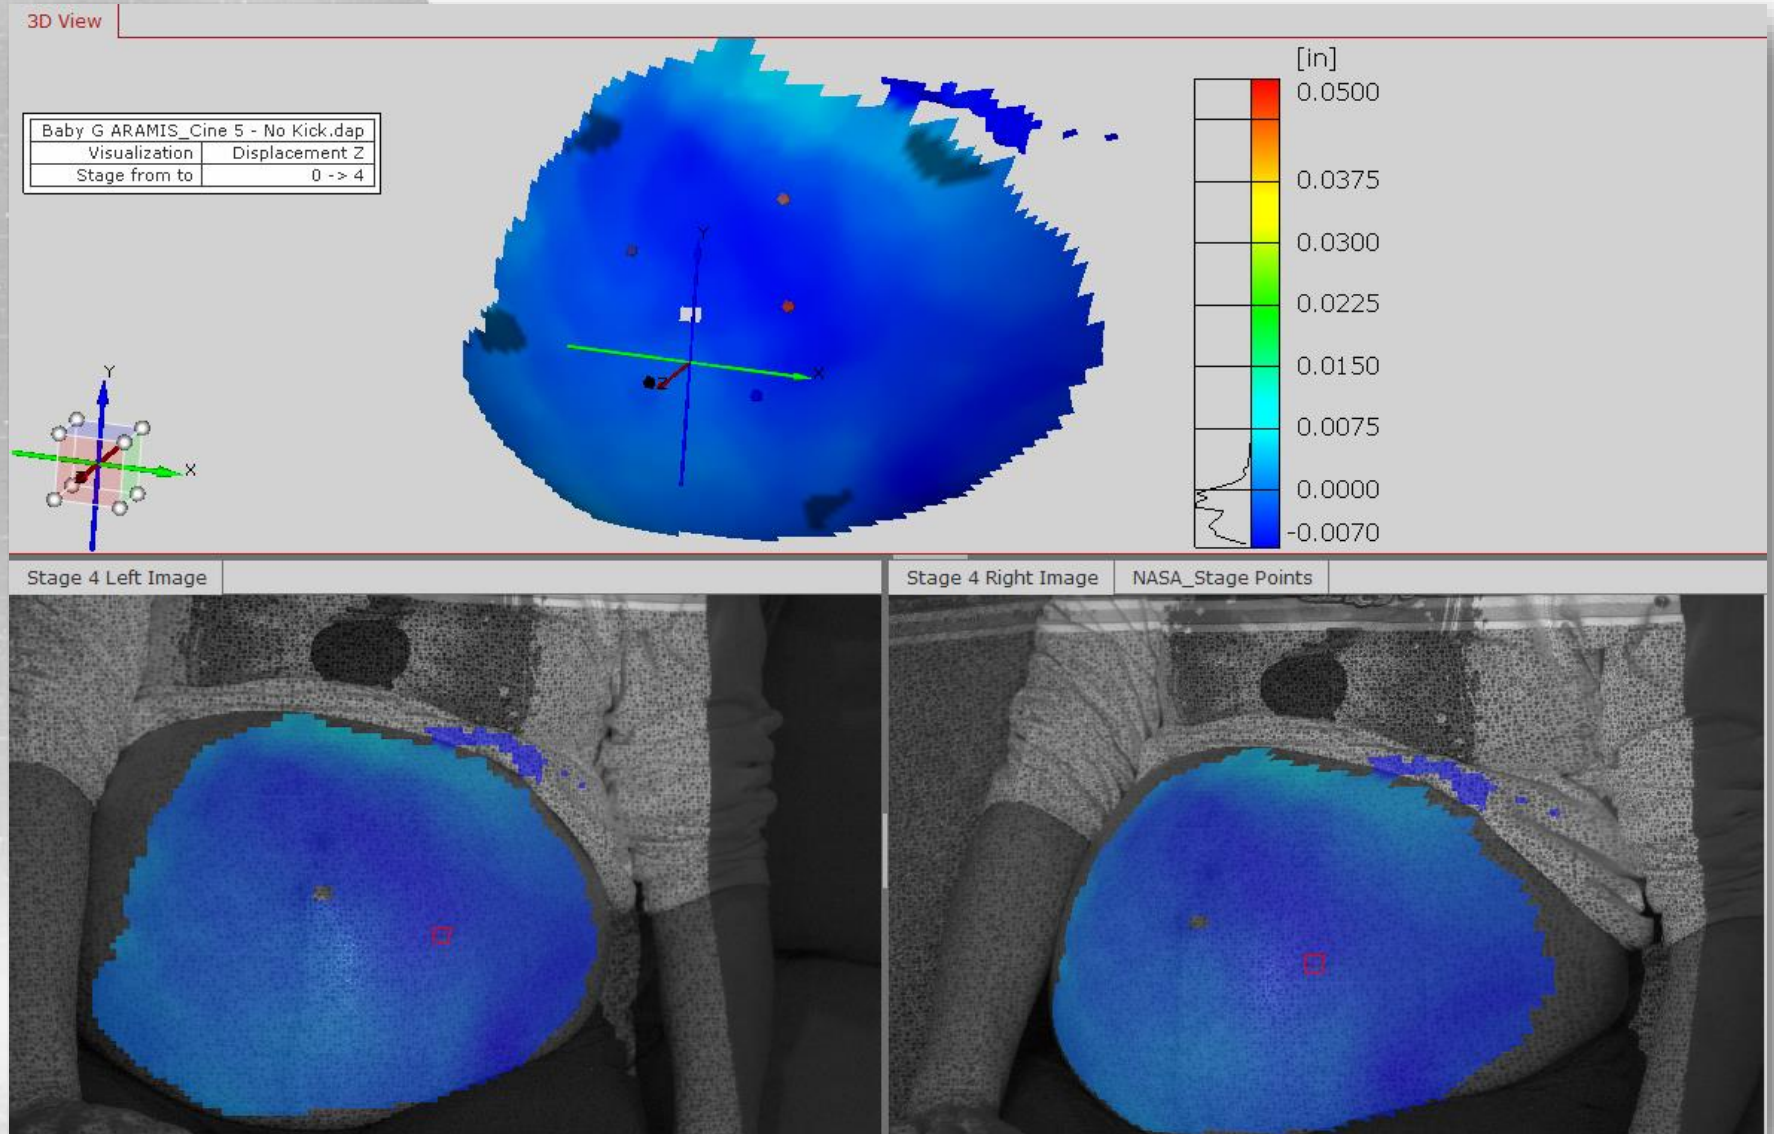 3D View
Baby G ARAMIS_Cine 5 - No Kick.dap
Visualization Displacement Z
Stage from to 0 -> 4
[in]
0.0500
0.0375
0.0300
0.0225
0.0150
0.0075
0.0000
-0.0070
Y
X
Z
Y
X
Z
Stage 4 Left Image
Stage 4 Right Image NASA_Stage Points